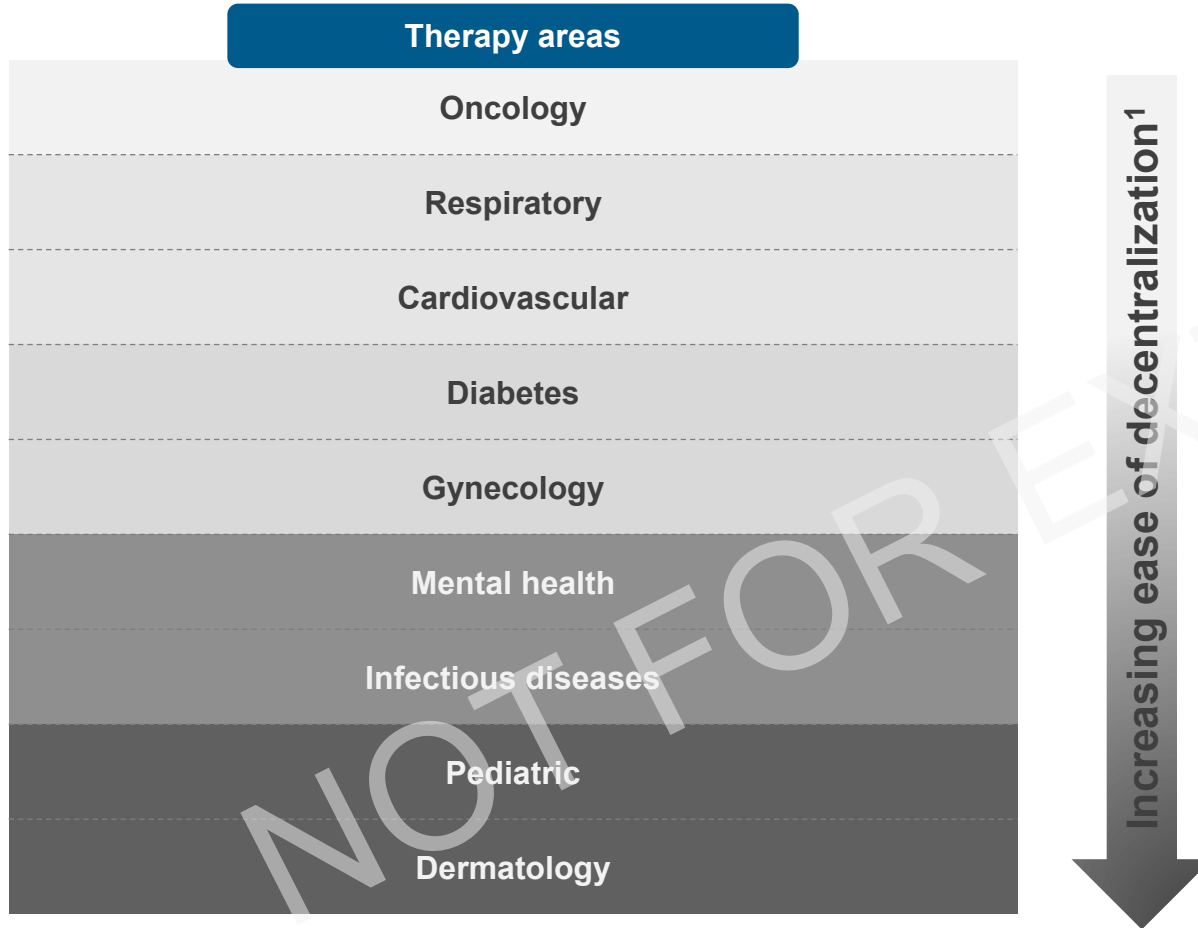 Therapy areas
Oncology
Respiratory
Cardiovascular
Diabetes
Gynecology
Mental health
Infectious diseases
Pediatric
Dermatology
Increasing ease of decentralization¹
NOT FOR